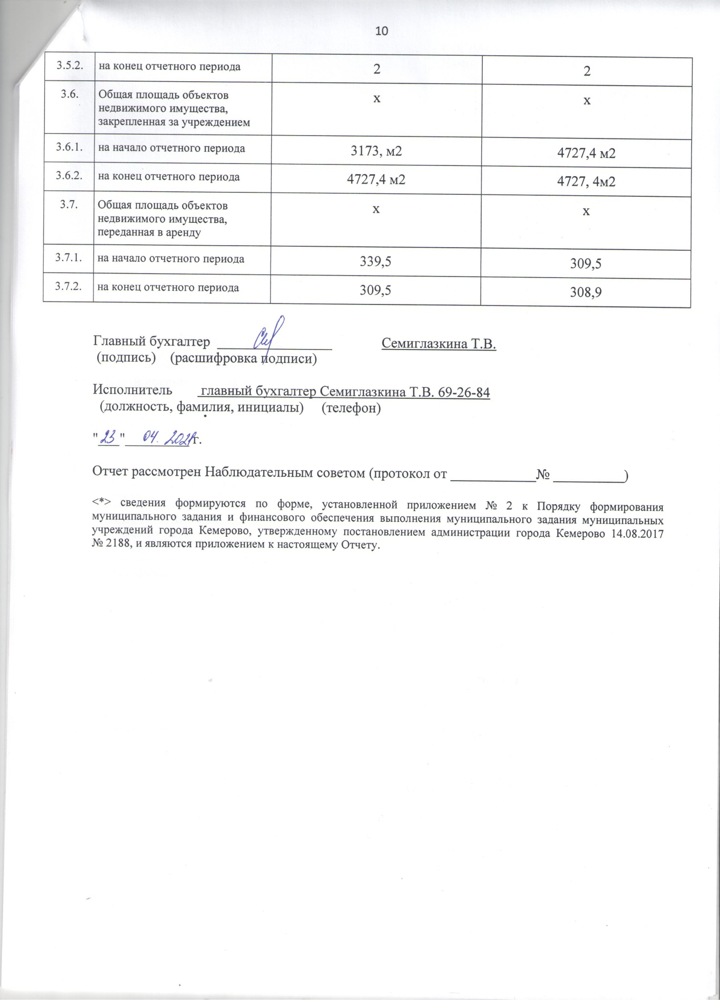 10
3.5.2. на конец отчетного периода 2 2
3.6. Общая площадь объектов х х
недвижимого имущества,
закрепленная за учреждением
3.6.1. на начало отчетного периода 3173, м2 4727,4 м2
3.6.2. на конец отчетного периода 4727,4 м2 4727, 4м2
3.7. Общая площадь объектов х х
недвижимого имущества,
переданная в аренду
3.7.1. на начало отчетного периода 339,5 309,5
3.7.2. на конец отчетного периода 309,5 308,9
Главный бухгалтер _________________ Семиглазкина Т.В.
(подпись) (расшифровка подписи)
Исполнитель главный бухгалтер Семиглазкина Т.В. 69-26-84
(должность, фамилия, инициалы) (телефон)
"23" 04. 2021г.
Отчет рассмотрен Наблюдательным советом (протокол от ____________№ __________)
<*> сведения формируются по форме, установленной приложением № 2 к Порядку формирования
муниципального задания и финансового обеспечения выполнения муниципального задания муниципальных
учреждений города Кемерово, утвержденному постановлением администрации города Кемерово 14.08.2017
№ 2188, и являются приложением к настоящему Отчету.